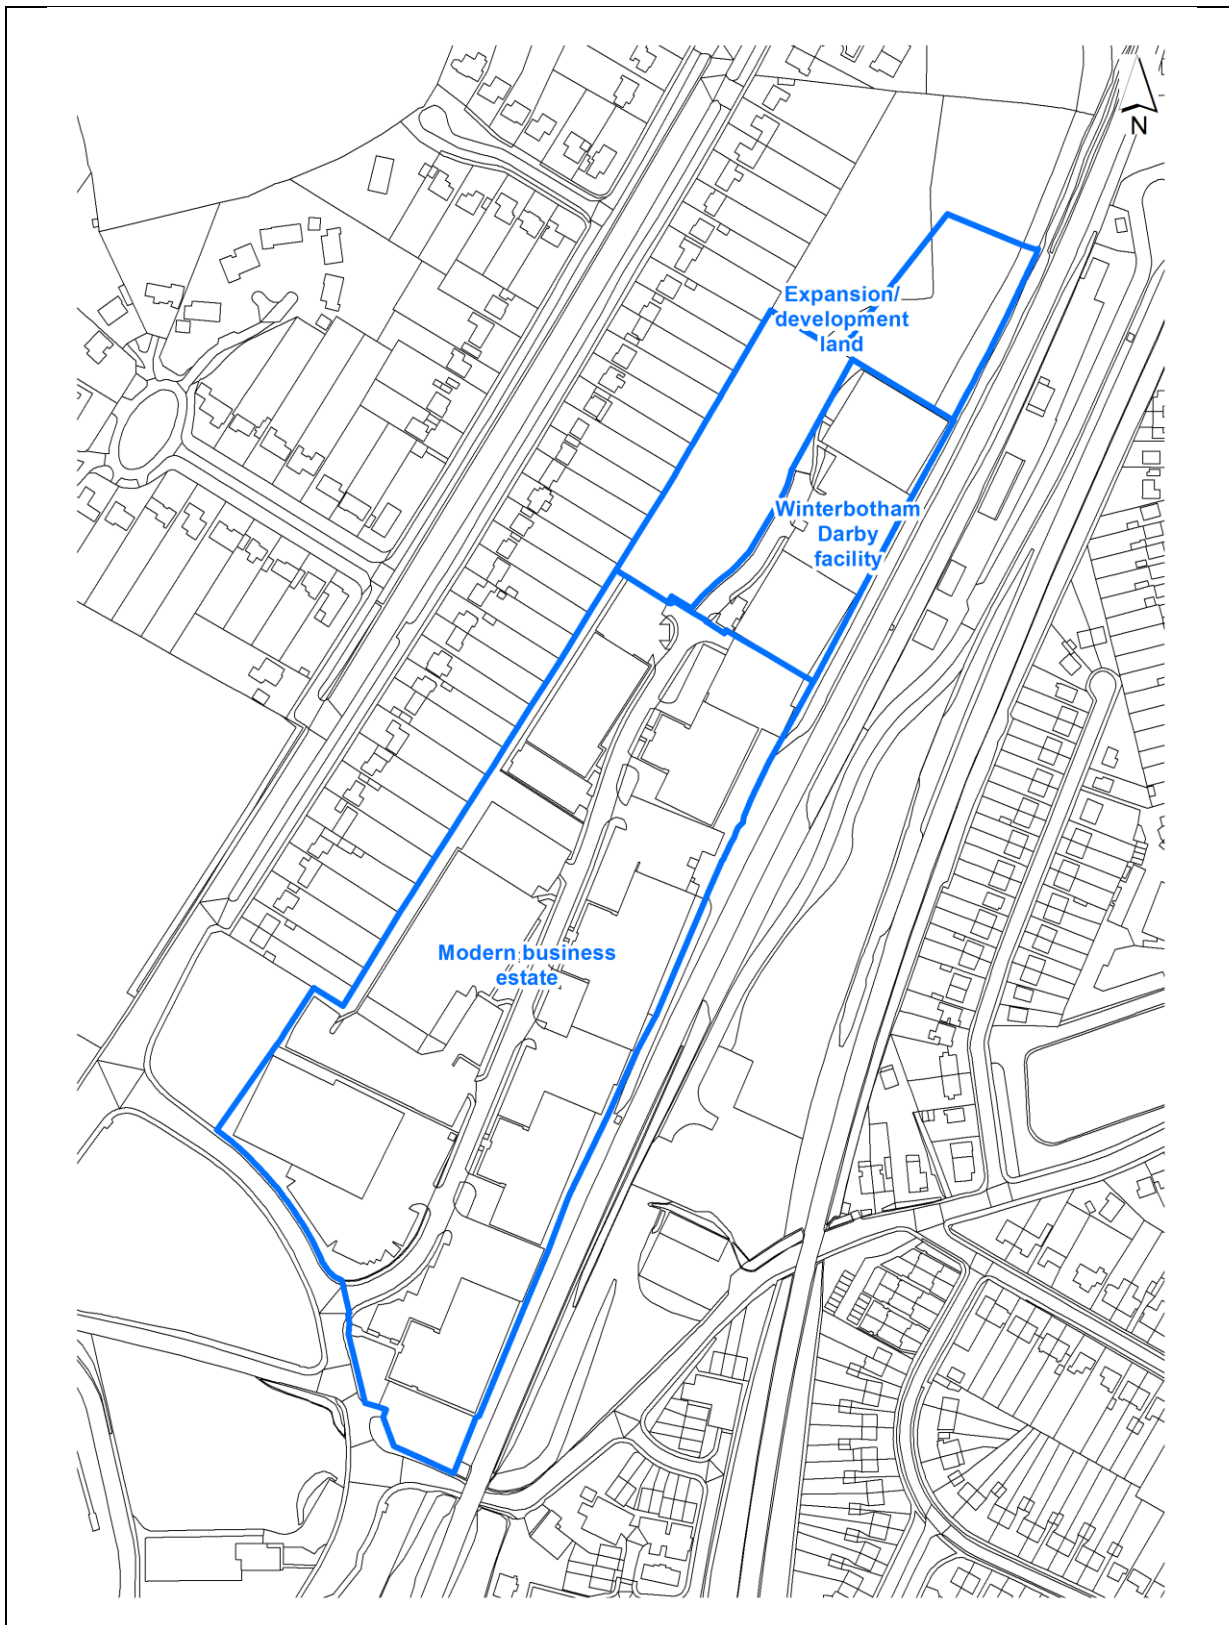 N
Expansion/
development
land
Winterbotham
Darby
facility
Modern business
estate